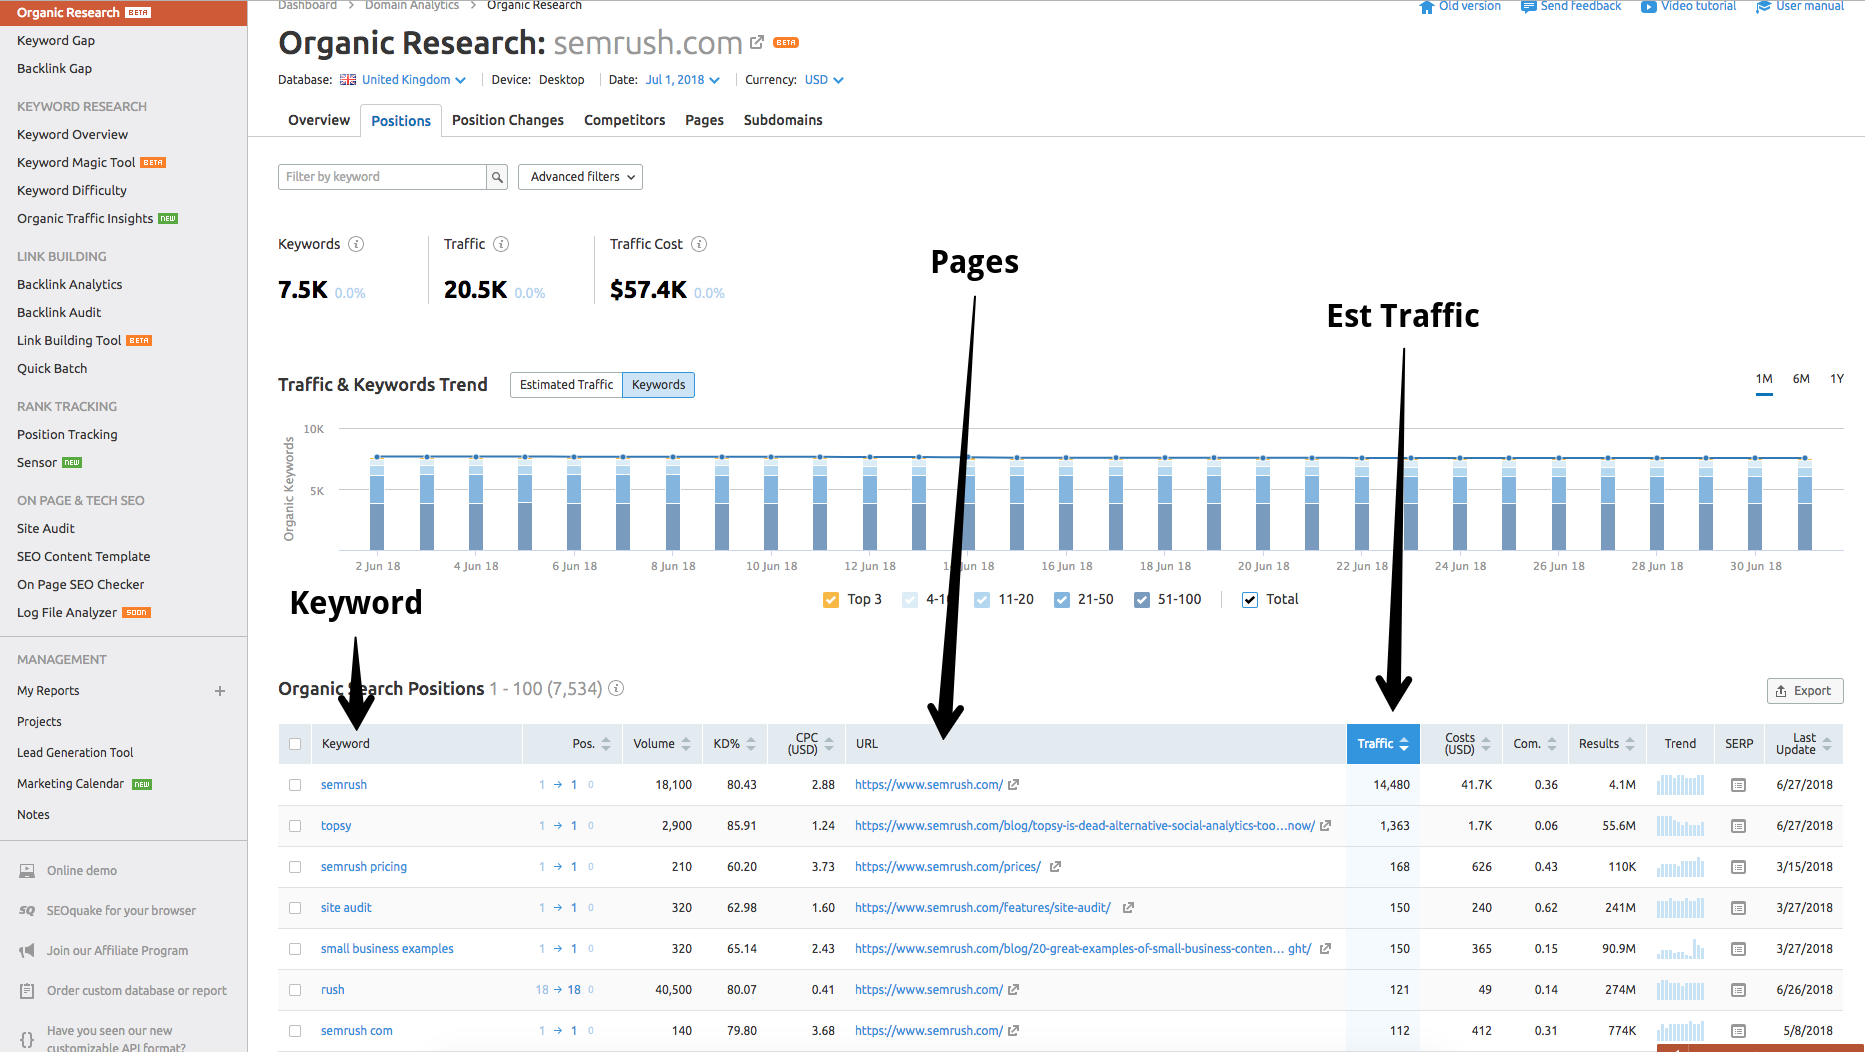 Organic Research BETA
Keyword Gap
Backlink Gap
KEYWORD RESEARCH
Keyword Overview
Keyword Magic Tool BETA
Keyword Difficulty
Organic Traffic Insights NEW
LINK BUILDING
Backlink Analytics
Backlink Audit
Link Building Tool BETA
Quick Batch
RANK TRACKING
Position Tracking
Sensor NEW
ON PAGE & TECH SEO
Site Audit
SEO Content Template
On Page SEO Checker
Log File Analyzer SOON
MANAGEMENT
My Reports +
Projects
Lead Generation Tool
Marketing Calendar NEW
Notes
Online demo
SQ SEOquake for your browser
Join our Affiliate Program
Order custom database or report
{} Have you seen our new
customizable API format?
Dashboard > Domain Analytics > Organic Research
Old version Send feedback Video tutorial User manual
Organic Research: semrush.com BETA
Database: United Kingdom Device: Desktop Date: Jul 1, 2018 Currency: USD
Overview Positions Position Changes Competitors Pages Subdomains
Filter by keyword Advanced filters
Keywords i Traffic i Traffic Cost i
7.5K 0.0% 20.5K 0.0% $57.4K 0.0%
Pages
Est Traffic
Traffic & Keywords Trend Estimated Traffic Keywords 1M 6M 1Y
Organic Keywords
10K
5K
2 Jun 18 4 Jun 18 6 Jun 18 8 Jun 18 10 Jun 18 12 Jun 18 Jun 18 16 Jun 18 18 Jun 18 20 Jun 18 22 Jun 18 24 Jun 18 26 Jun 18 28 Jun 18 30 Jun 18
Top 3 4-10 11-20 21-50 51-100 Total
Keyword
Organic Search Positions 1 - 100 (7,534) i Export
Keyword Pos. Volume KD% CPC (USD) URL Traffic Costs (USD) Com. Results Trend SERP Last Update
semrush 1 → 1 0 18,100 80.43 2.88 https://www.semrush.com/ 14,480 41.7K 0.36 4.1M 6/27/2018
topsy 1 → 1 0 2,900 85.91 1.24 https://www.semrush.com/blog/topsy-is-dead-alternative-social-analytics-too...now/ 1,363 1.7K 0.06 55.6M 6/27/2018
semrush pricing 1 → 1 0 210 60.20 3.73 https://www.semrush.com/prices/ 168 626 0.43 110K 3/15/2018
site audit 1 → 1 0 320 62.98 1.60 https://www.semrush.com/features/site-audit/ 150 240 0.62 241M 3/27/2018
small business examples 1 → 1 0 320 65.14 2.43 https://www.semrush.com/blog/20-great-examples-of-small-business-conten... ght/ 150 365 0.15 90.9M 3/27/2018
rush 18 → 18 0 40,500 80.07 0.41 https://www.semrush.com/ 121 49 0.14 274M 6/26/2018
semrush com 1 → 1 0 140 79.80 3.68 https://www.semrush.com/ 112 412 0.31 774K 5/8/2018